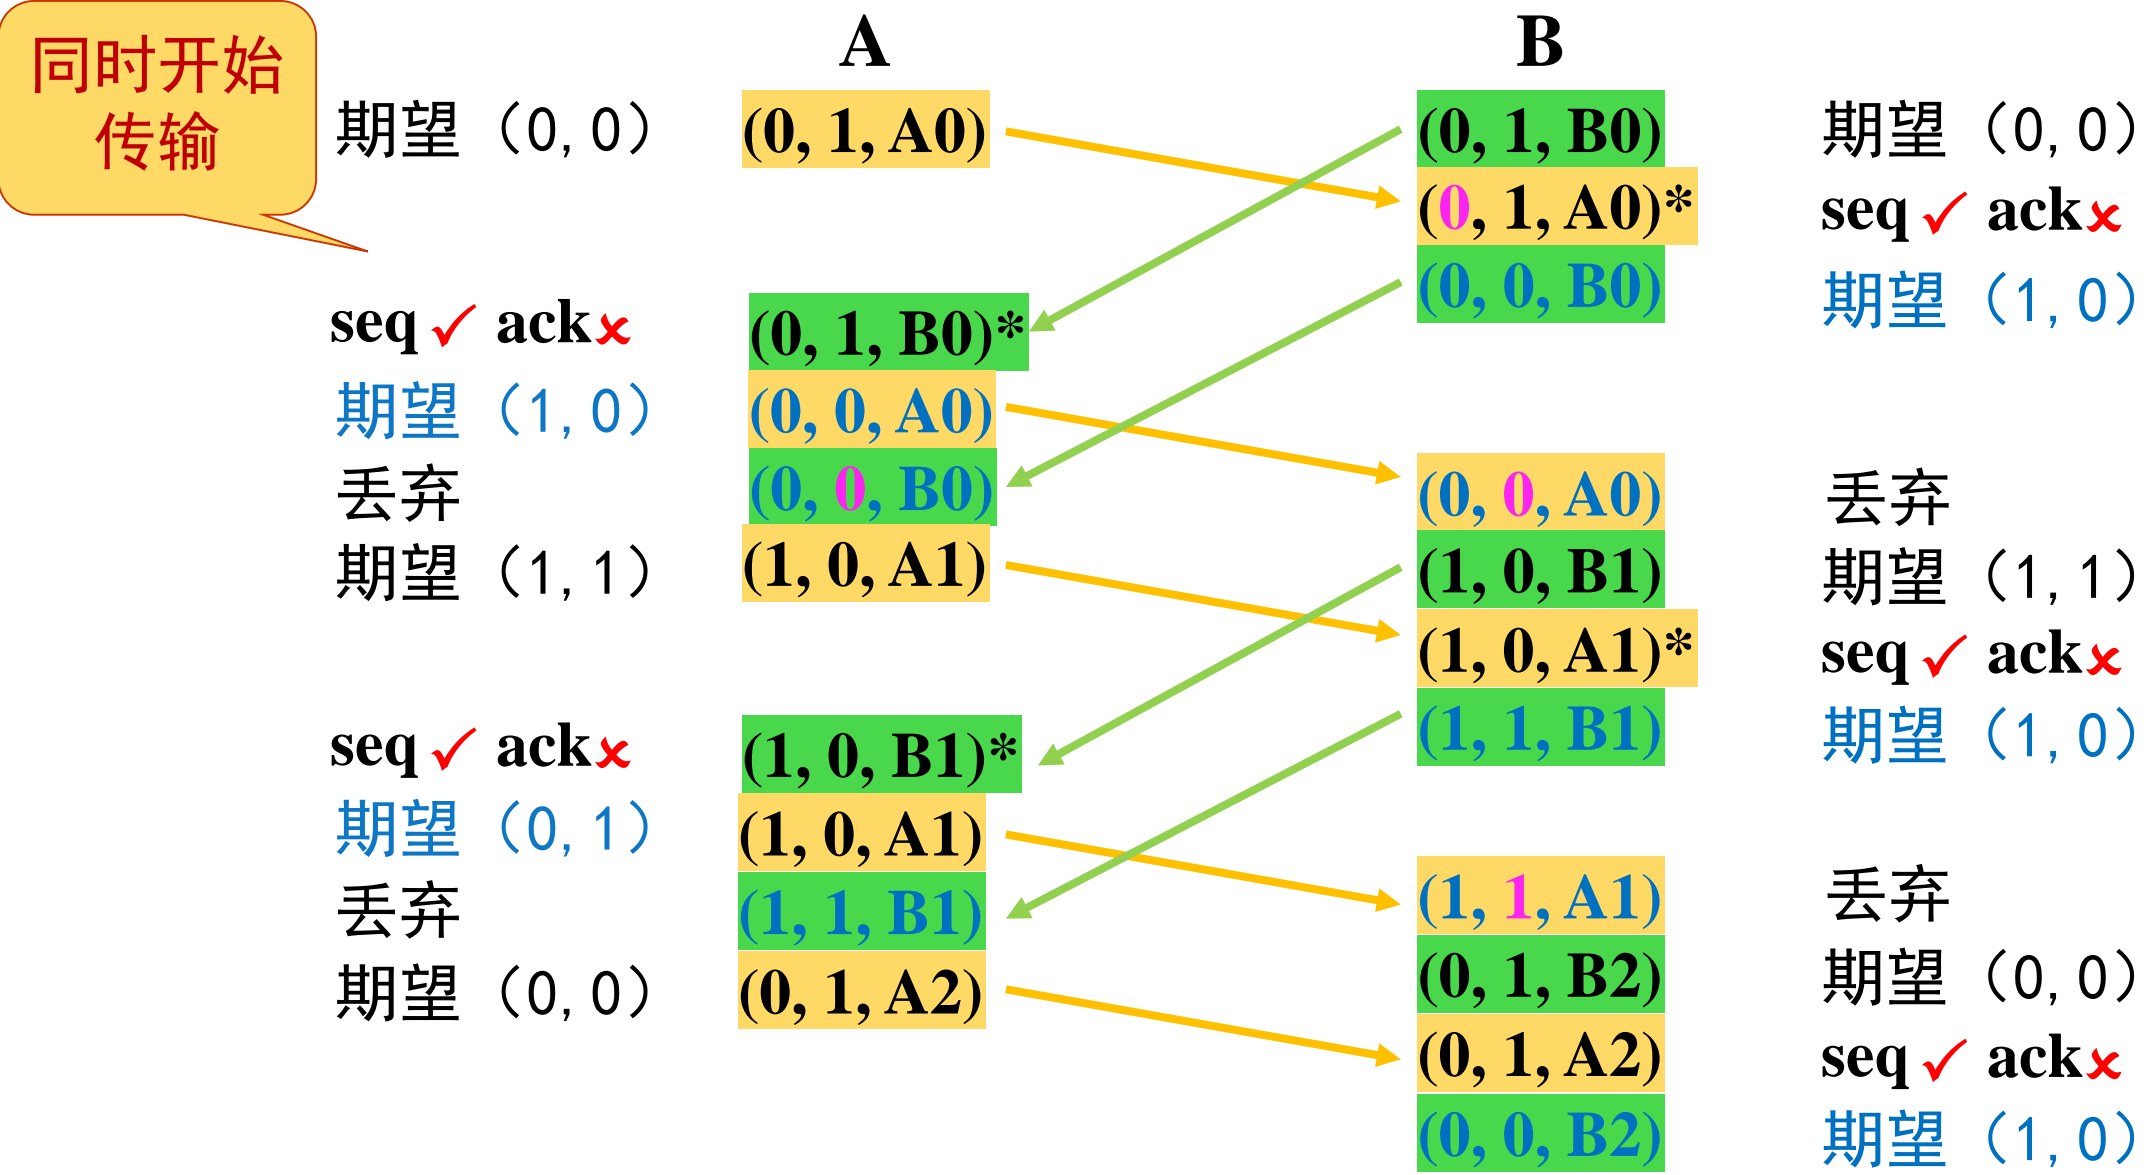 同时开始
传输
A
B
期望（0,0）
(0, 1, A0)
(0, 1, B0)
期望（0,0）
(0, 1, A0)*
seq✓ ack✘
(0, 0, B0)
期望（1,0）
seq✓ ack✘
(0, 1, B0)*
期望（1,0）
(0, 0, A0)
丢弃
(0, 0, B0)
(0, 0, A0)
丢弃
期望（1,1）
(1, 0, A1)
(1, 0, B1)
期望（1,1）
(1, 0, A1)*
seq✓ ack✘
(1, 1, B1)
期望（1,0）
seq✓ ack✘
(1, 0, B1)*
期望（0,1）
(1, 0, A1)
丢弃
(1, 1, B1)
(1, 1, A1)
丢弃
期望（0,0）
(0, 1, A2)
(0, 1, B2)
期望（0,0）
(0, 1, A2)
seq✓ ack✘
(0, 0, B2)
期望（1,0）